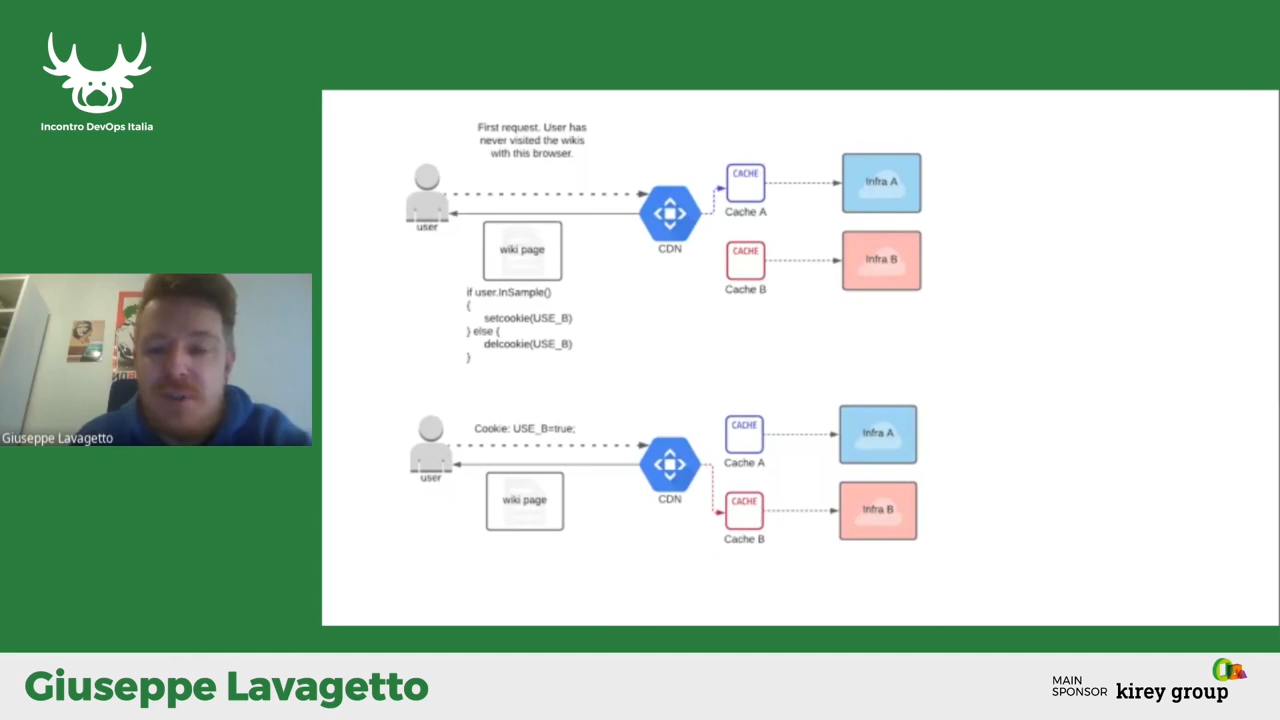 Incontro DevOps Italia
First request. User has
never visited the wikis
with this browser.
user
wiki page
if user.InSample()
{
setcookie(USE_B)
} else {
delcookie(USE_B)
}
CDN
CACHE
Cache A
Infra A
CACHE
Cache B
Infra B
Cookie: USE_B=true;
user
wiki page
CDN
CACHE
Cache A
Infra A
CACHE
Cache B
Infra B
Giuseppe Lavagetto
Giuseppe Lavagetto
MAIN
SPONSOR
kirey group